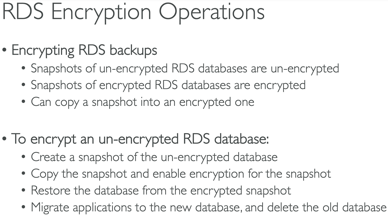 RDS Encryption Operations
• Encrypting RDS backups
• Snapshots of un-encrypted RDS databases are un-encrypted
• Snapshots of encrypted RDS databases are encrypted
• Can copy a snapshot into an encrypted one
• To encrypt an un-encrypted RDS database:
• Create a snapshot of the un-encrypted database
• Copy the snapshot and enable encryption for the snapshot
• Restore the database from the encrypted snapshot
• Migrate applications to the new database, and delete the old database